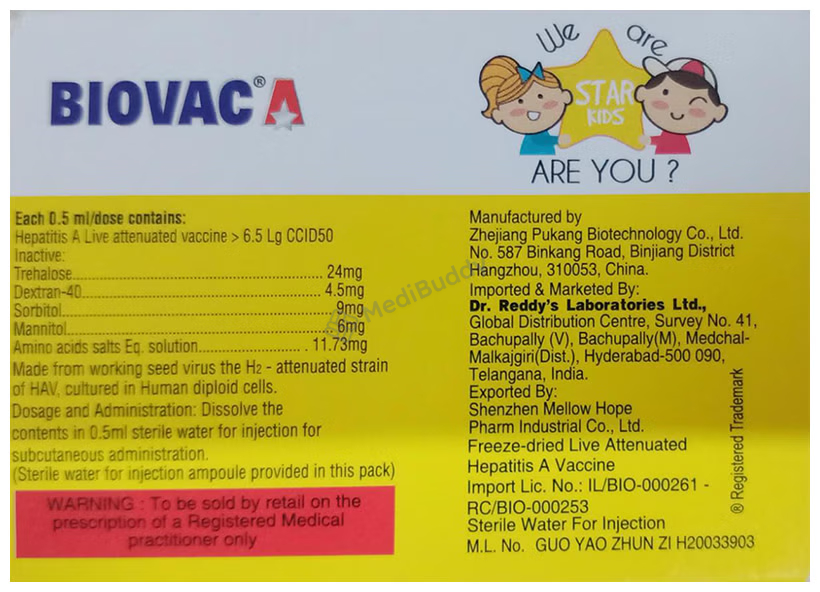 BIOVAC® A
We are
STAR
KIDS
ARE YOU ?
Each 0.5 ml/dose contains:
Hepatitis A Live attenuated vaccine > 6.5 Lg CCID50
Inactive:
Trehalose........................ 24mg
Dextran-40........................ 4.5mg
Sorbitol........................ 9mg
Mannitol........................ 6mg
Amino acids salts Eq. solution........................ 11.73mg
Made from working seed virus the H2 - attenuated strain
of HAV, cultured in Human diploid cells.
Dosage and Administration: Dissolve the
contents in 0.5ml sterile water for injection for
subcutaneous administration.
(Sterile water for injection ampoule provided in this pack)
WARNING : To be sold by retail on the
prescription of a Registered Medical
practitioner only
Manufactured by
Zhejiang Pukang Biotechnology Co., Ltd.
No. 587 Binkang Road, Binjiang District
Hangzhou, 310053, China.
Imported & Marketed By:
Dr. Reddy's Laboratories Ltd.,
Global Distribution Centre, Survey No. 41,
Bachupally (V), Bachupally(M), Medchal-
Malkajgiri(Dist.), Hyderabad-500 090,
Telangana, India.
Exported By:
Shenzhen Mellow Hope
Pharm Industrial Co., Ltd.
Freeze-dried Live Attenuated
Hepatitis A Vaccine
Import Lic. No.: IL/BIO-000261 -
RC/BIO-000253
Sterile Water For Injection
M.L. No. GUO YAO ZHUN ZI H20033903
® Registered Trademark
MediBuddy